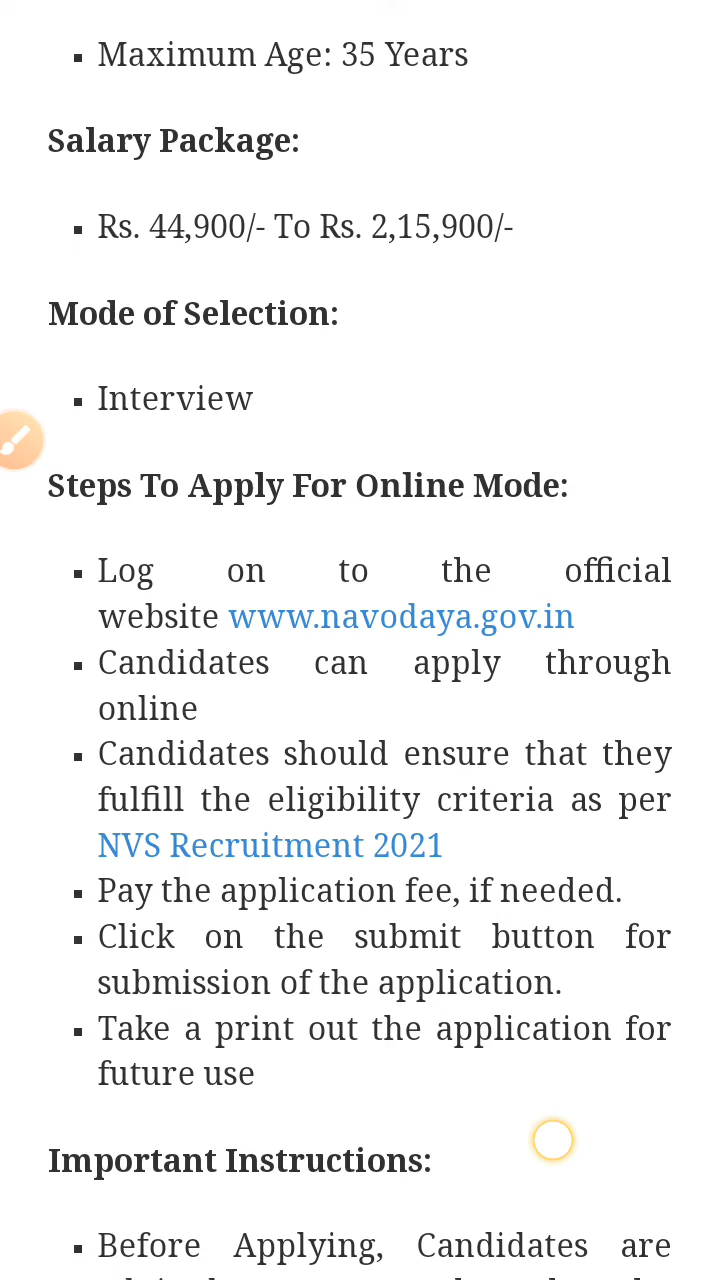 ▪ Maximum Age: 35 Years
Salary Package:
▪ Rs. 44,900/- To Rs. 2,15,900/-
Mode of Selection:
▪ Interview
Steps To Apply For Online Mode:
▪ Log on to the official
website www.navodaya.gov.in
▪ Candidates can apply through
online
▪ Candidates should ensure that they
fulfill the eligibility criteria as per
NVS Recruitment 2021
▪ Pay the application fee, if needed.
▪ Click on the submit button for
submission of the application.
▪ Take a print out the application for
future use
Important Instructions:
▪ Before Applying, Candidates are